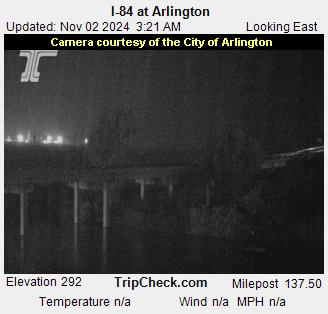 I-84 at Arlington
Updated: Nov 02 2024 3:21 AM Looking East
Camera courtesy of the City of Arlington
Elevation 292 TripCheck.com Milepost 137.50
Temperature n/a Wind n/a MPH n/a